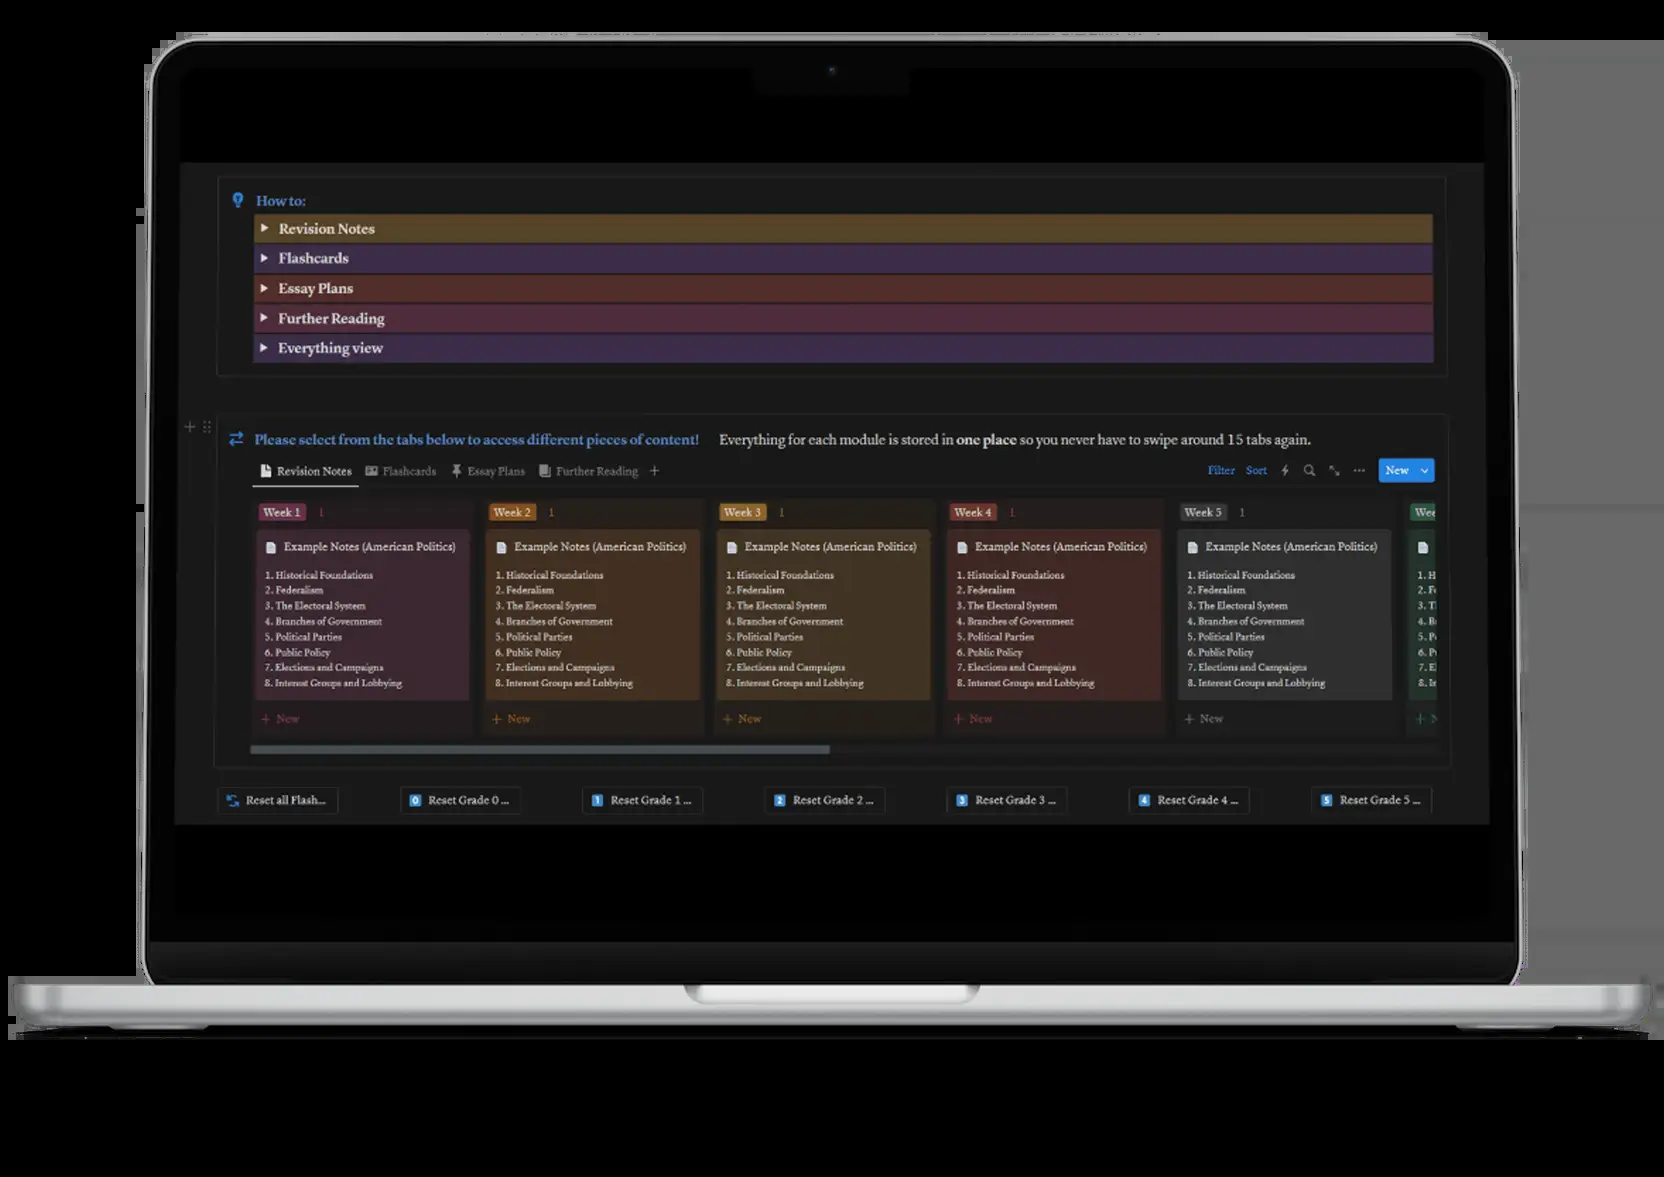 How to:
Revision Notes
Flashcards
Essay Plans
Further Reading
Everything view
Please select from the tabs below to access different pieces of content! Everything for each module is stored in one place so you never have to swipe around 15 tabs again.
Revision Notes Flashcards Essay Plans Further Reading + Filter Sort New
Week 1 1 Week 2 1 Week 3 1 Week 4 1 Week 5 1
Example Notes (American Politics) Example Notes (American Politics) Example Notes (American Politics) Example Notes (American Politics) Example Notes (American Politics)
1. Historical Foundations 1. Historical Foundations 1. Historical Foundations 1. Historical Foundations 1. Historical Foundations
2. Federalism 2. Federalism 2. Federalism 2. Federalism 2. Federalism
3. The Electoral System 3. The Electoral System 3. The Electoral System 3. The Electoral System 3. The Electoral System
4. Branches of Government 4. Branches of Government 4. Branches of Government 4. Branches of Government 4. Branches of Government
5. Political Parties 5. Political Parties 5. Political Parties 5. Political Parties 5. Political Parties
6. Public Policy 6. Public Policy 6. Public Policy 6. Public Policy 6. Public Policy
7. Elections and Campaigns 7. Elections and Campaigns 7. Elections and Campaigns 7. Elections and Campaigns 7. Elections and Campaigns
8. Interest Groups and Lobbying 8. Interest Groups and Lobbying 8. Interest Groups and Lobbying 8. Interest Groups and Lobbying 8. Interest Groups and Lobbying
+ New + New + New + New + New
Reset all Flash... 0 Reset Grade 0 ... 1 Reset Grade 1 ... 2 Reset Grade 2 ... 3 Reset Grade 3 ... 4 Reset Grade 4 ... 5 Reset Grade 5 ...